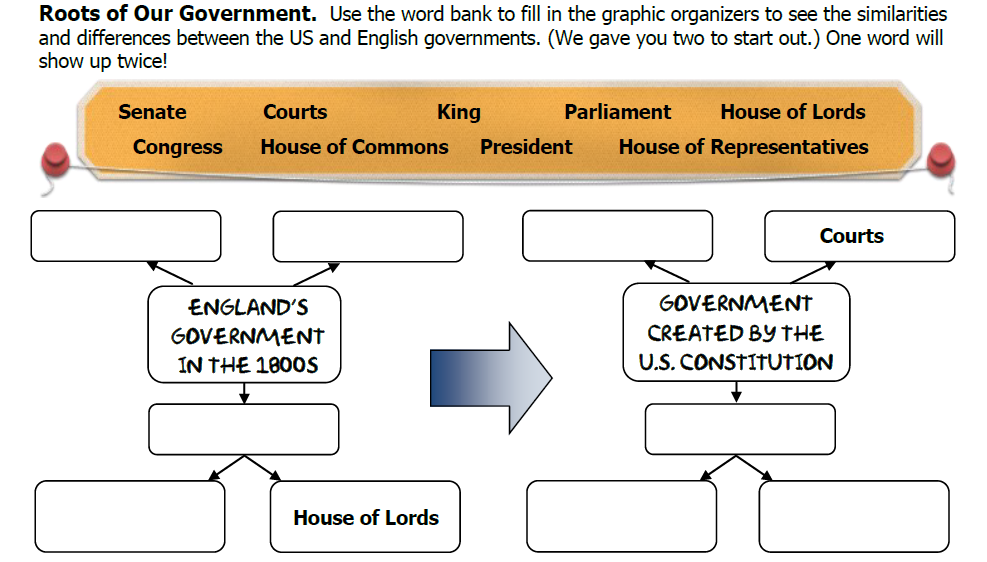 Roots of Our Government. Use the word bank to fill in the graphic organizers to see the similarities
and differences between the US and English governments. (We gave you two to start out.) One word will
show up twice!
Senate Courts King Parliament House of Lords
Congress House of Commons President House of Representatives
Courts
ENGLAND'S
GOVERNMENT
IN THE 1800S
GOVERNMENT
CREATED BY THE
U.S. CONSTITUTION
House of Lords